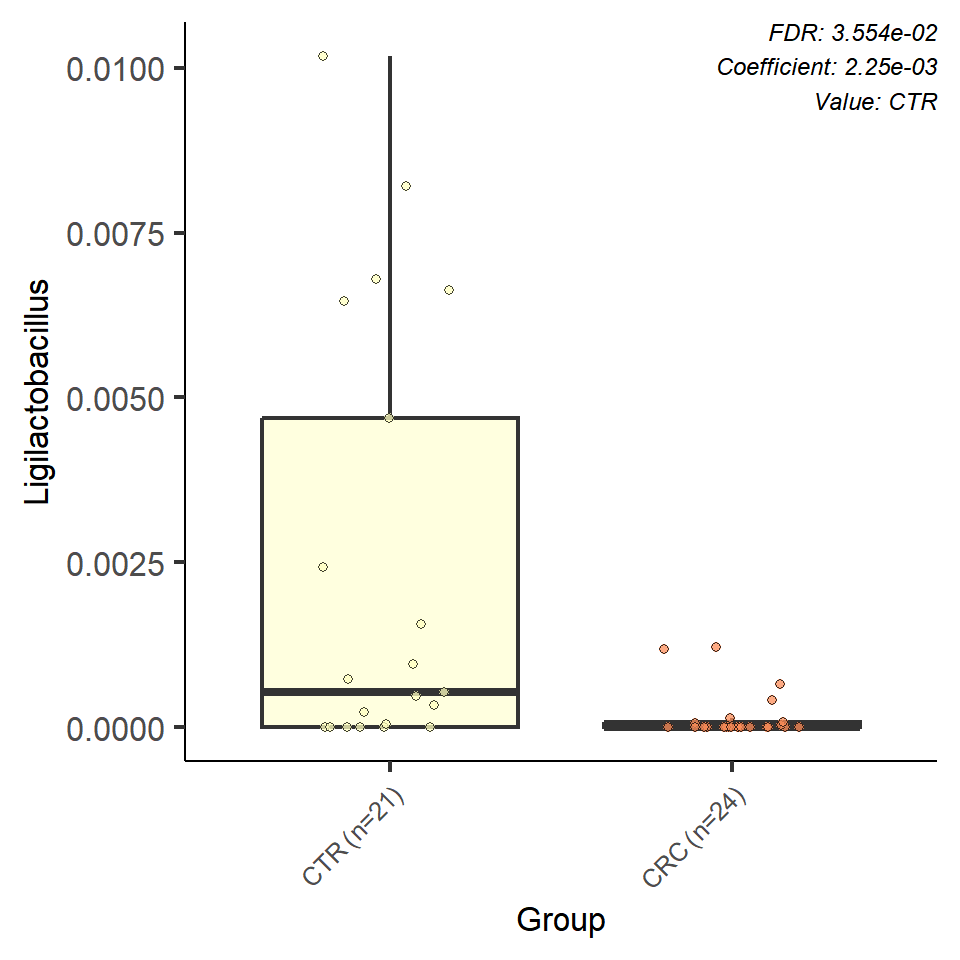 FDR: 3.554e-02
Coefficient: 2.25e-03
Value: CTR
0.0100
0.0075
0.0050
0.0025
0.0000
Ligilactobacillus
CTR (n=21)
CRC (n=24)
Group